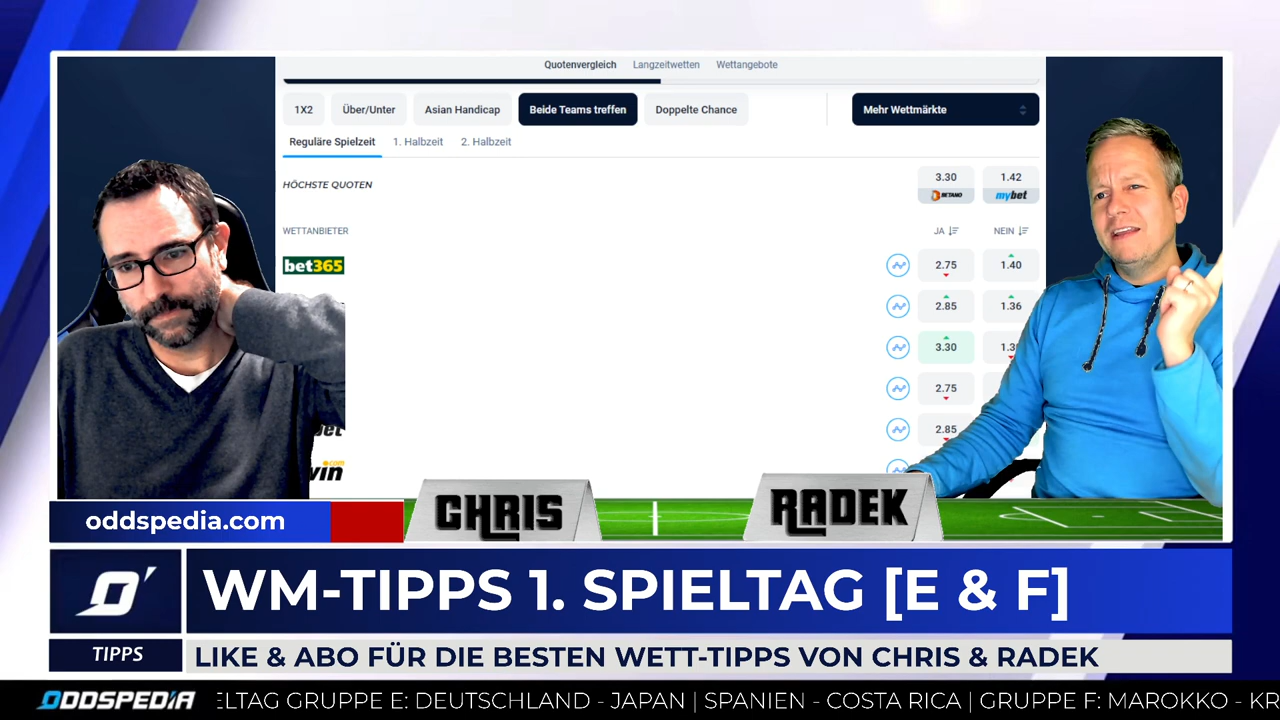 Quotenvergleich Langzeitwetten Wettangebote
1X2 Über/Unter Asian Handicap Beide Teams treffen Doppelte Chance Mehr Wettmärkte
Reguläre Spielzeit 1. Halbzeit 2. Halbzeit
HÖCHSTE QUOTEN 3.30 1.42
BETANO mybet
WETTANBIETER JA NEIN
bet365 2.75 1.40
2.85 1.36
3.30
2.75
2.85
oddspedia.com
CHRIS RADEK
WM-TIPPS 1. SPIELTAG [E & F]
TIPPS LIKE & ABO FÜR DIE BESTEN WETT-TIPPS VON CHRIS & RADEK
ODDSPEDIA ELTAG GRUPPE E: DEUTSCHLAND - JAPAN | SPANIEN - COSTA RICA | GRUPPE F: MAROKKO - KR